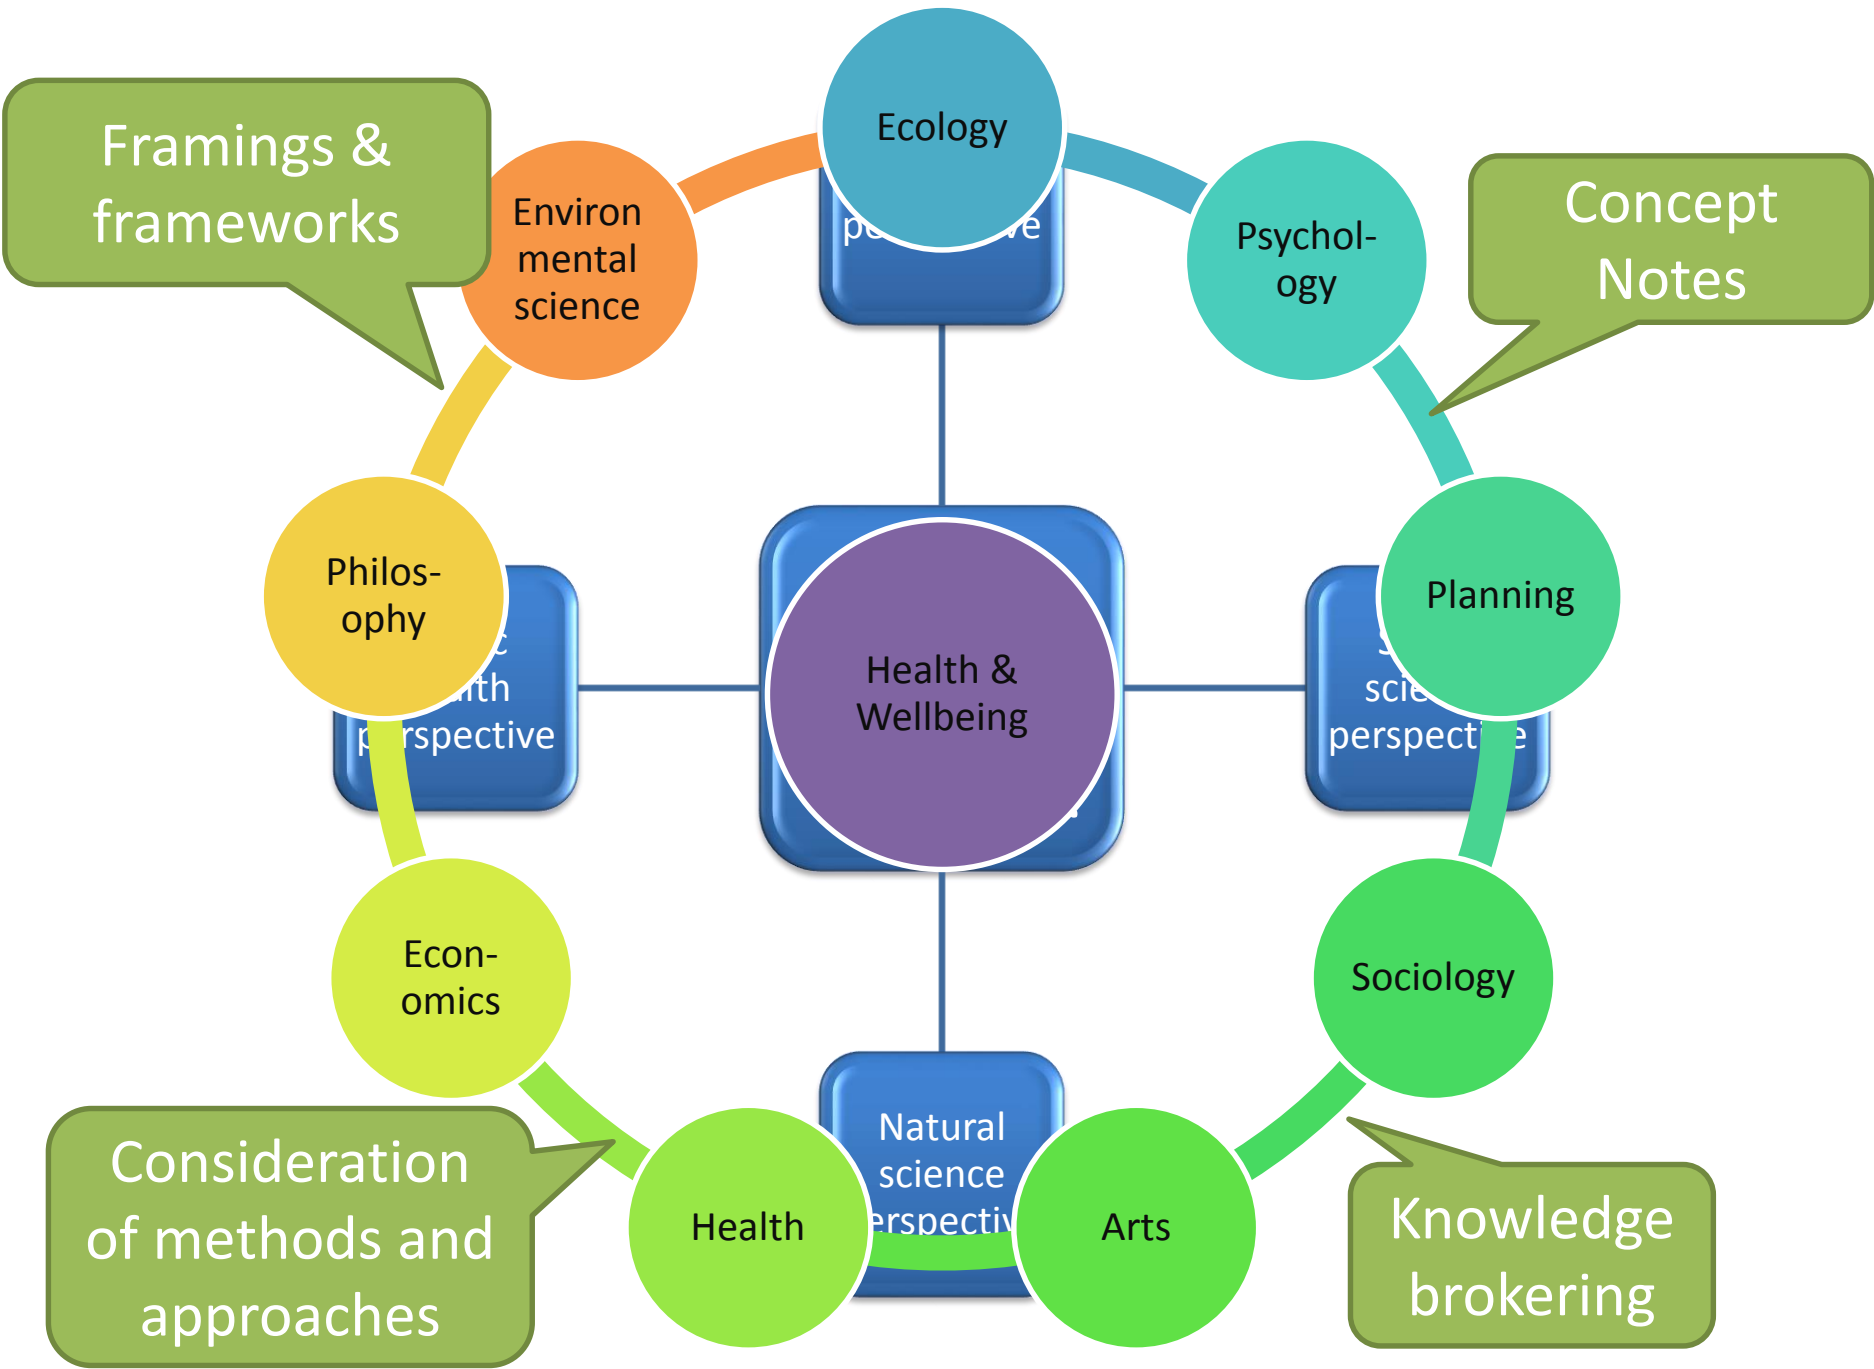 Framings &
frameworks
Ecology
Environ
mental
science
Psychol-
ogy
Concept
Notes
Philos-
ophy
perspective
Health &
Wellbeing
Planning
perspective
Econ-
omics
Sociology
Consideration
of methods and
approaches
Health
Natural
science
Arts
Knowledge
brokering